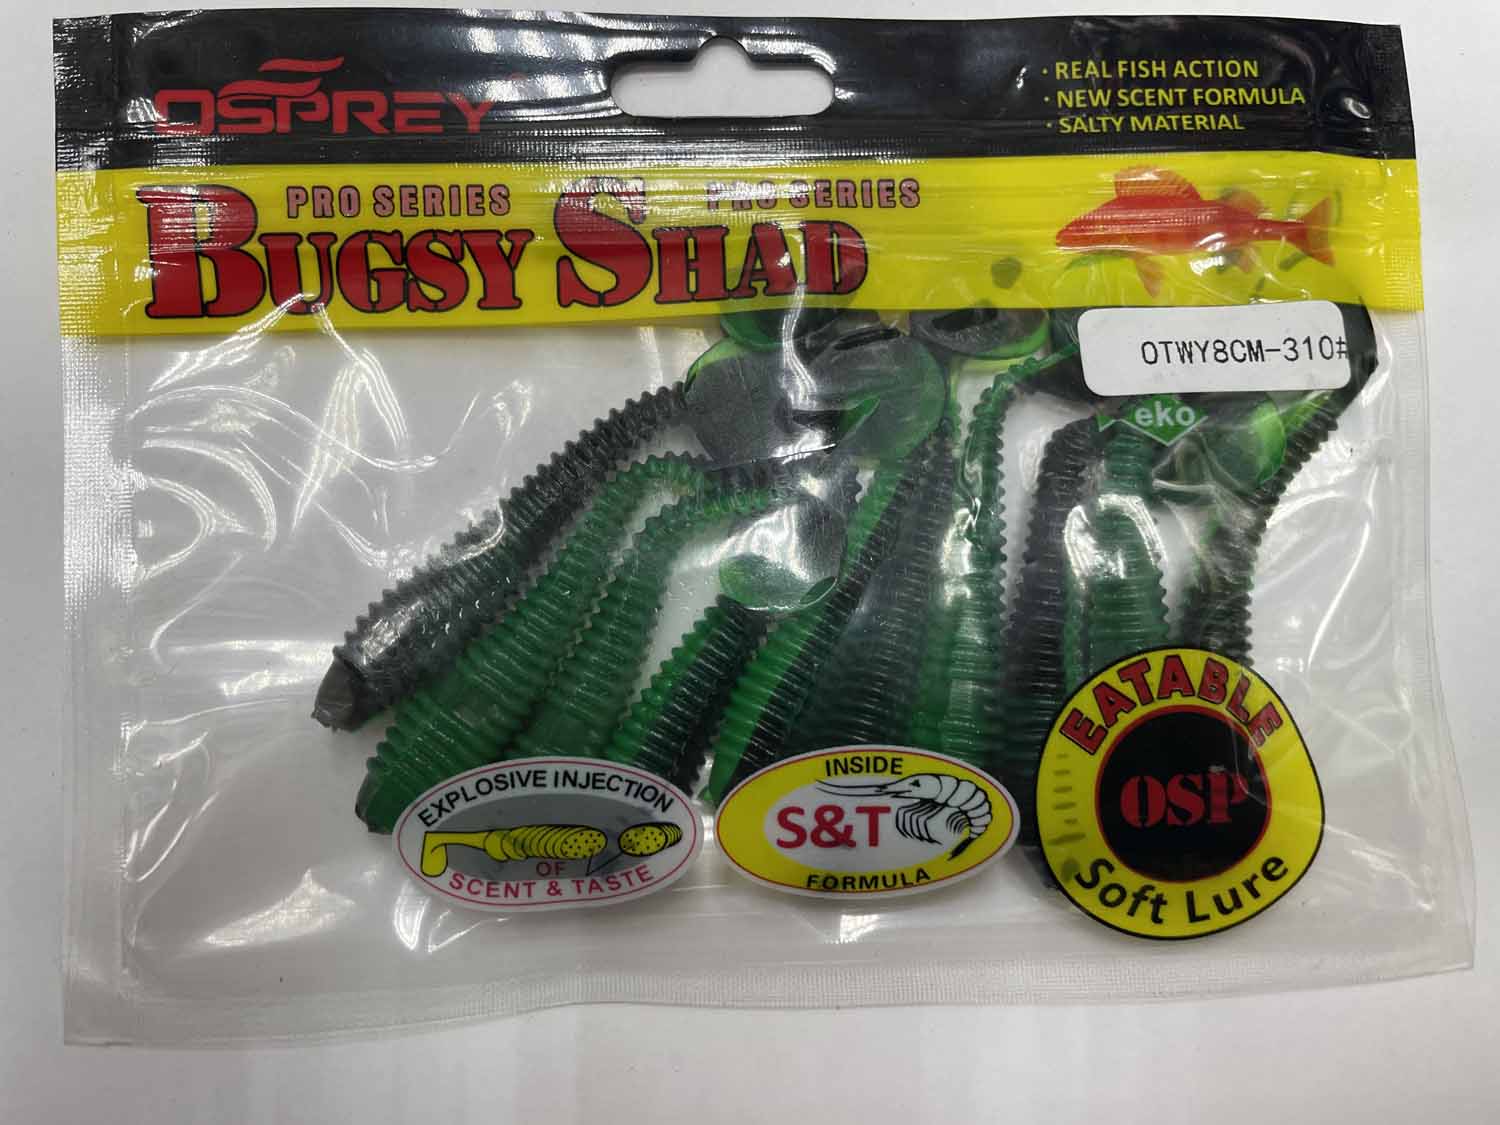 OSPREY
· REAL FISH ACTION
· NEW SCENT FORMULA
· SALTY MATERIAL
PRO SERIES PRO SERIES
BUGSY SHAD
OTWY8CM-310#
eko
EXPLOSIVE INJECTION
OF
SCENT & TASTE
INSIDE
S&T
FORMULA
EATABLE
OSP
Soft Lure